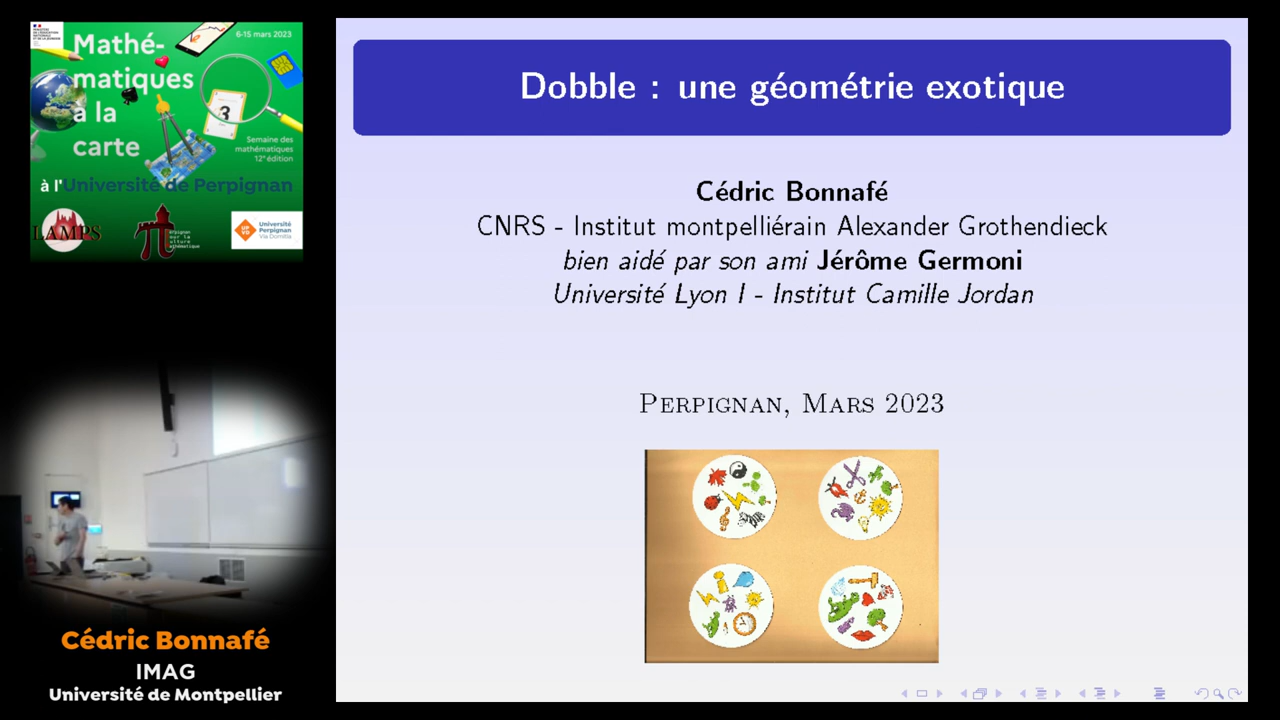 6-15 mars 2023
Mathé-
matiques
à la
carte
3
Semaine des
mathématiques
12e édition
à l'Université de Perpignan
LAMPS
Université
Perpignan
Via Domitia
Dobble : une géométrie exotique
Cédric Bonnafé
CNRS - Institut montpelliérain Alexander Grothendieck
bien aidé par son ami Jérôme Germoni
Université Lyon I - Institut Camille Jordan
Perpignan, Mars 2023
Cédric Bonnafé
IMAG
Université de Montpellier